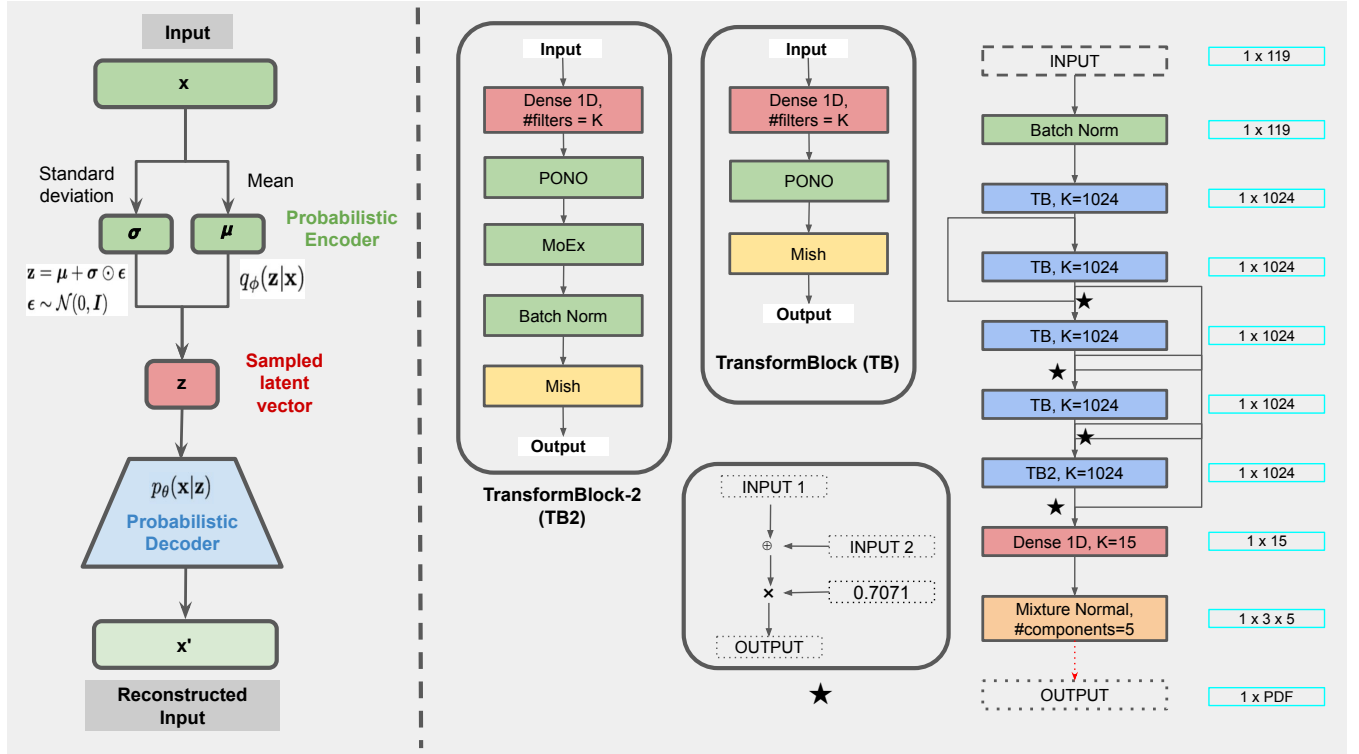 Input
x
Standard
deviation
Mean
σ
μ
Probabilistic
Encoder
z = μ + σ ⊙ ϵ
ϵ ∼ N(0, I)
qϕ(z|x)
z
Sampled
latent
vector
pθ(x|z)
Probabilistic
Decoder
x'
Reconstructed
Input
Input
Dense 1D,
#filters = K
PONO
MoEx
Batch Norm
Mish
Output
TransformBlock-2
(TB2)
Input
Dense 1D,
#filters = K
PONO
Mish
Output
TransformBlock (TB)
INPUT 1
⊕
INPUT 2
×
0.7071
OUTPUT
★
INPUT
1 x 119
Batch Norm
1 x 119
TB, K=1024
1 x 1024
TB, K=1024
1 x 1024
★
TB, K=1024
1 x 1024
★
TB, K=1024
1 x 1024
★
TB2, K=1024
1 x 1024
★
Dense 1D, K=15
1 x 15
Mixture Normal,
#components=5
1 x 3 x 5
OUTPUT
1 x PDF